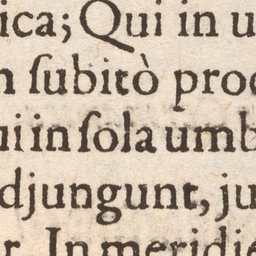 ica; Qui in u
n ſubitò proc
ui in ſola umb
djungunt, ju
r. In meridie